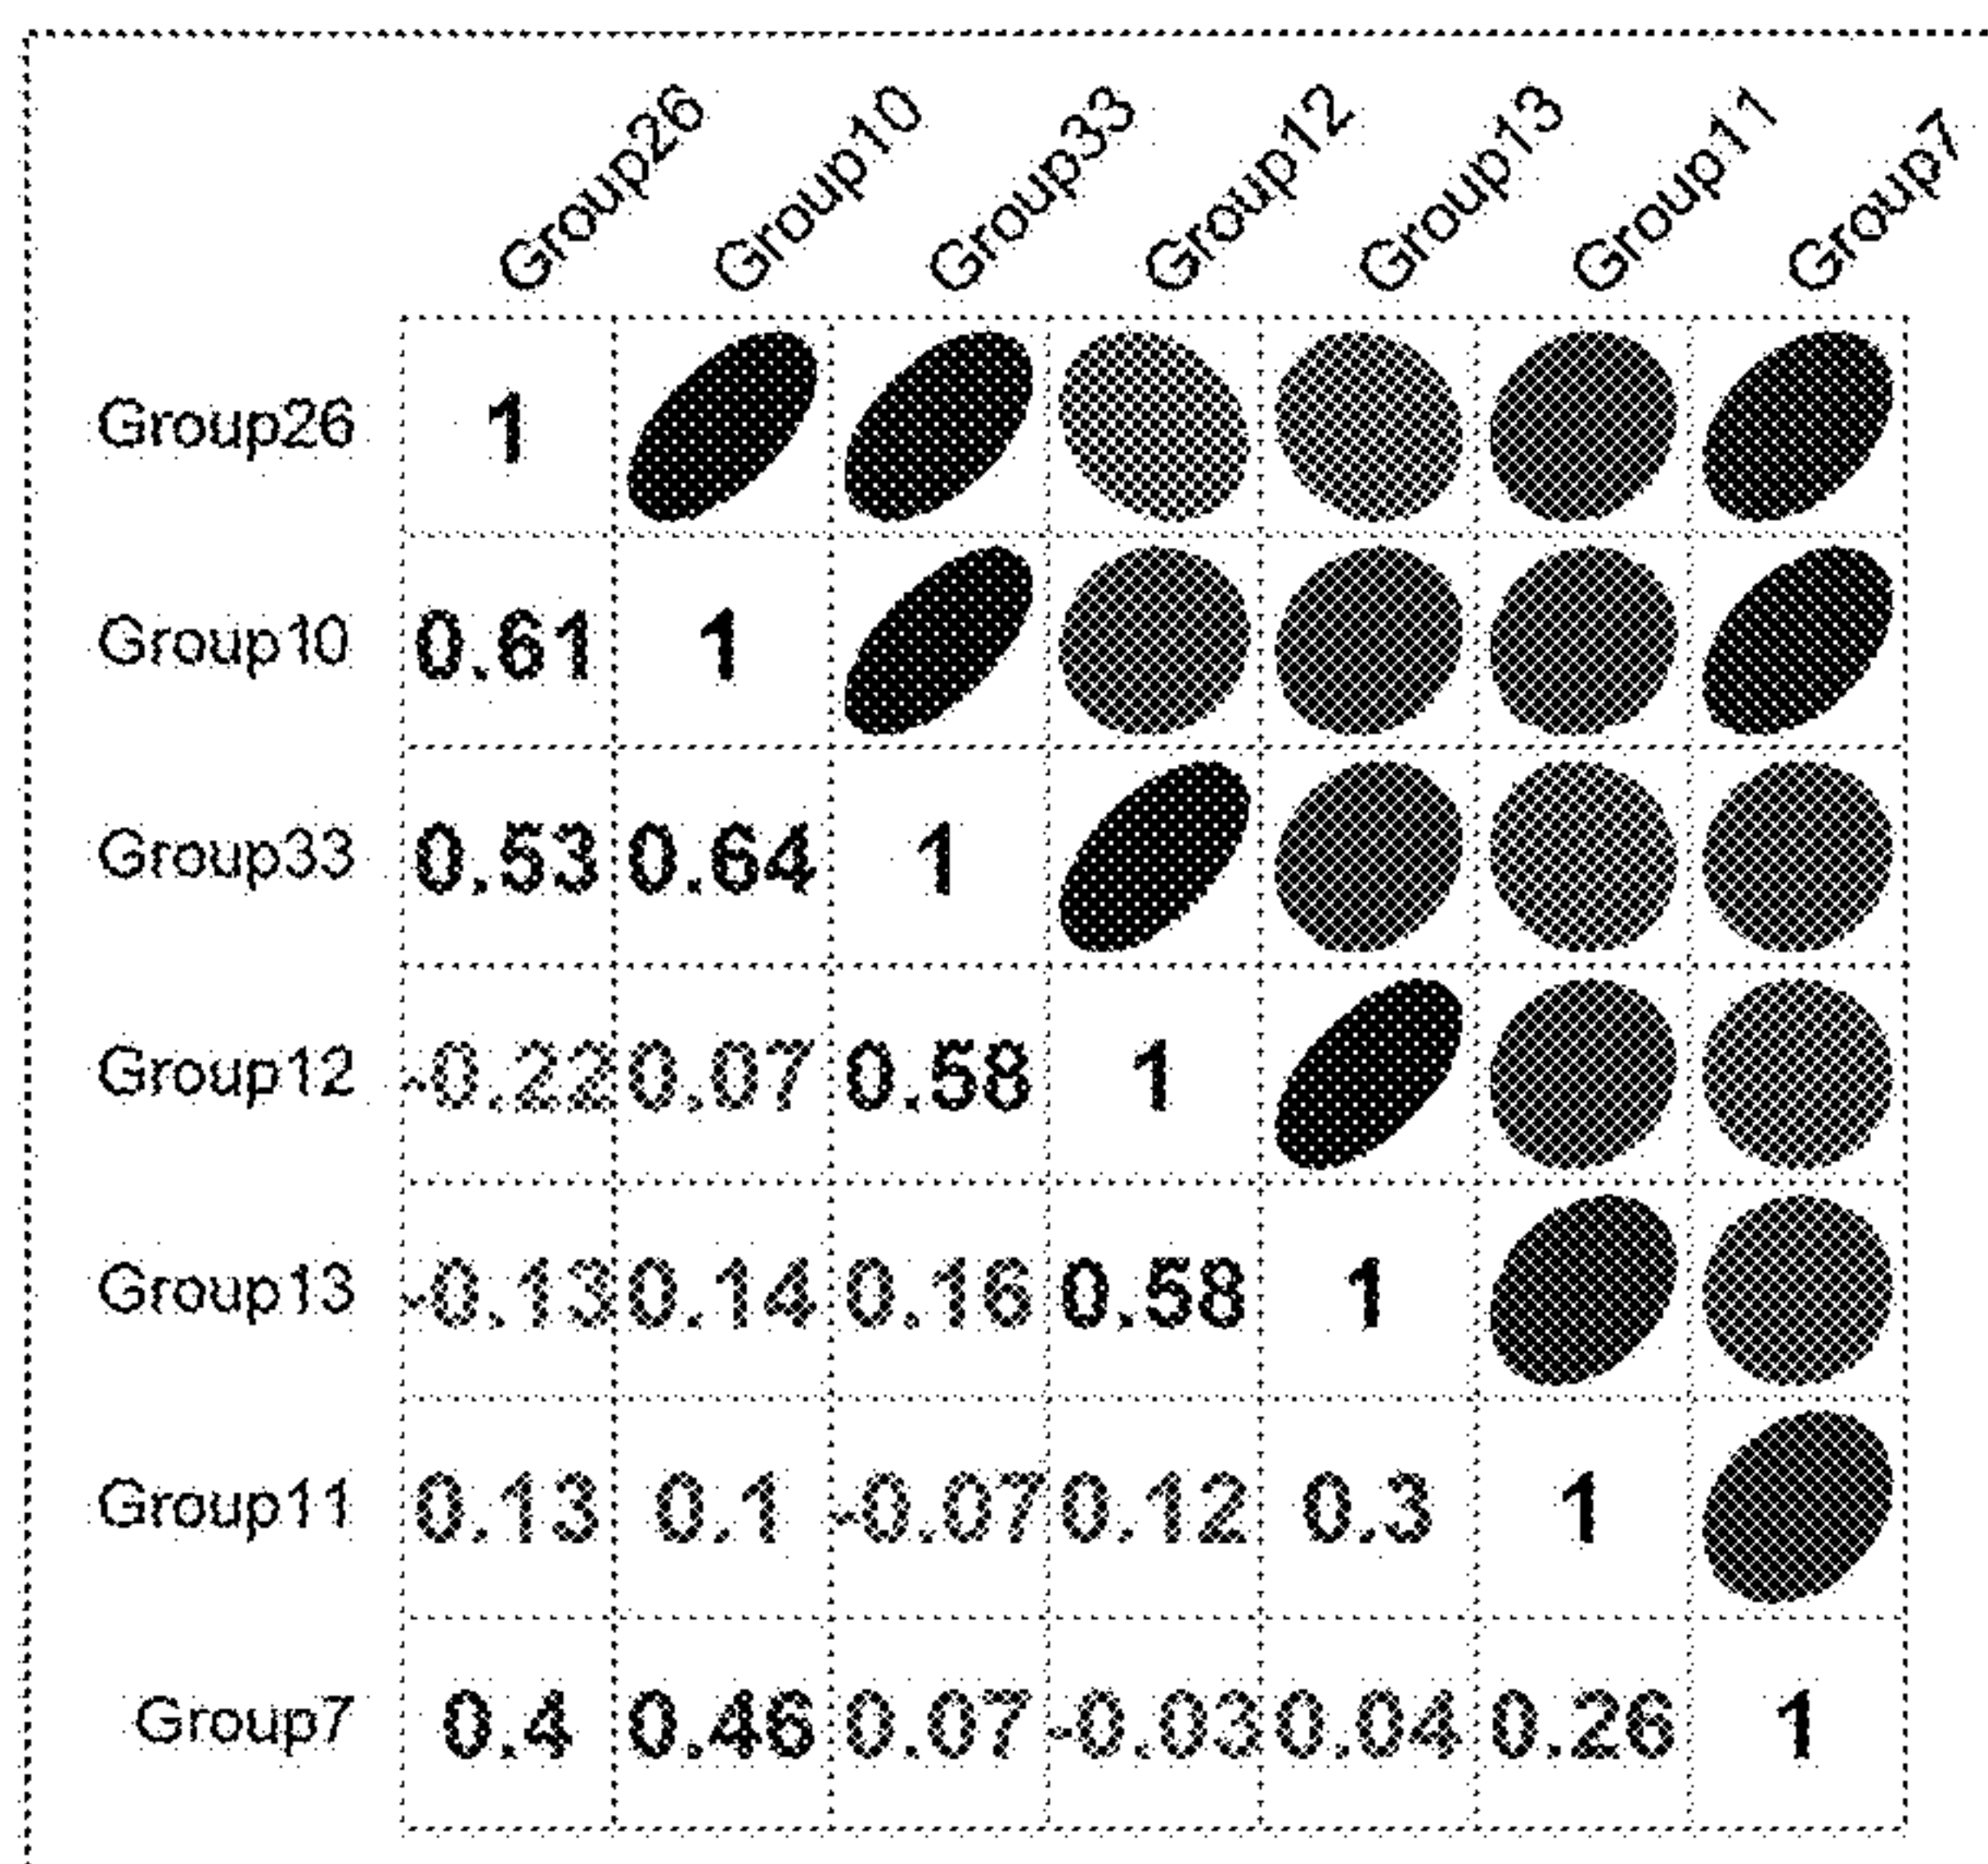 Group26 Group10 Group33 Group12 Group13 Group11 Group7
Group26 1
Group10 0.61 1
Group33 0.53 0.64 1
Group12 -0.22 0.07 0.58 1
Group13 -0.13 0.14 0.16 0.58 1
Group11 0.13 0.1 -0.07 0.12 0.3 1
Group7 0.4 0.46 0.07 -0.03 0.04 0.26 1